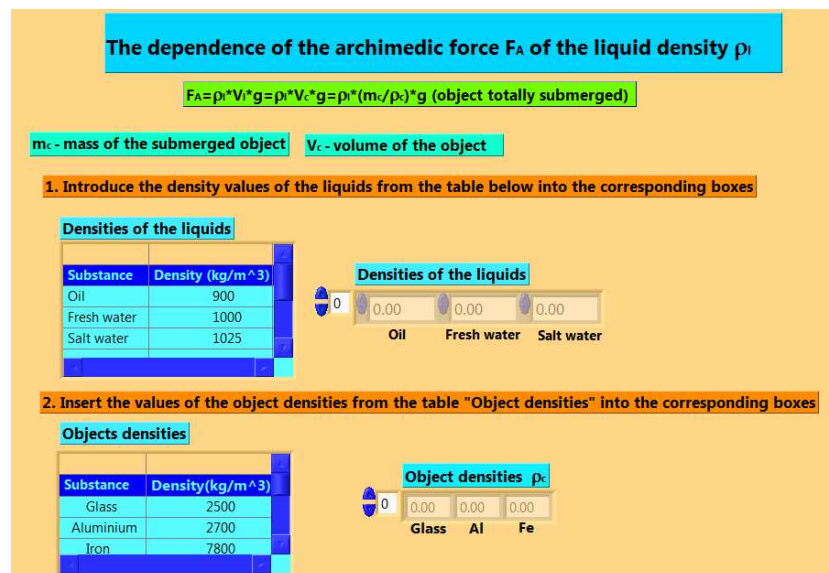 The dependence of the archimedic force FA of the liquid density ρl
FA=ρl*Vl*g=ρl*Vc*g=ρl*(mc/ρc)*g (object totally submerged)
mc - mass of the submerged object Vc - volume of the object
1. Introduce the density values of the liquids from the table below into the corresponding boxes
Densities of the liquids
Substance Density (kg/m^3)
Oil 900
Fresh water 1000
Salt water 1025
Densities of the liquids
0 0.00 0.00 0.00
Oil Fresh water Salt water
2. Insert the values of the object densities from the table "Object densities" into the corresponding boxes
Objects densities
Substance Density(kg/m^3)
Glass 2500
Aluminium 2700
Iron 7800
Object densities ρc
0 0.00 0.00 0.00
Glass Al Fe